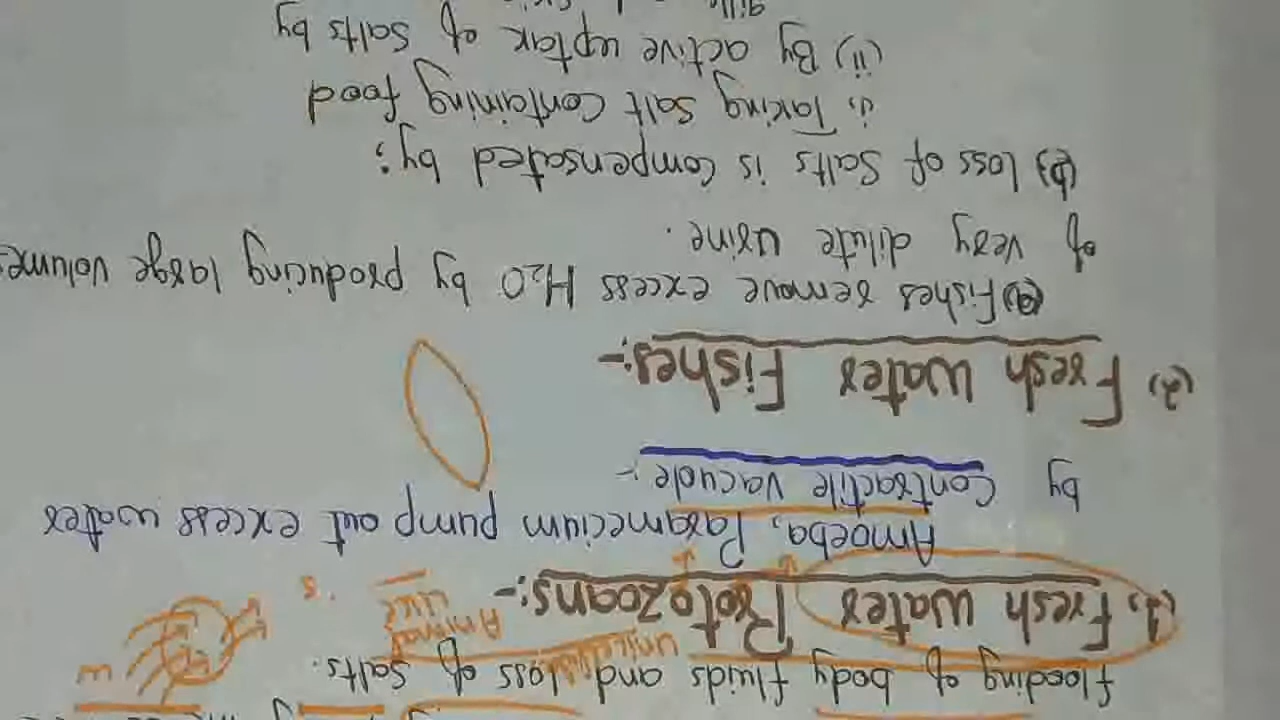 flooding of body fluids and loss of salts.
(1) Fresh water Protozoans:-
Unicellular
Animal
like
Amoeba, Paramecium pump out excess water
by Contractile vacuole :-
(2) Fresh water Fishes:-
(a) Fishes remove excess H₂O by producing large volume
of very dilute urine.
(b) Loss of salts is compensated by;
i, Taking salt containing food
(ii) By active uptak of salts by